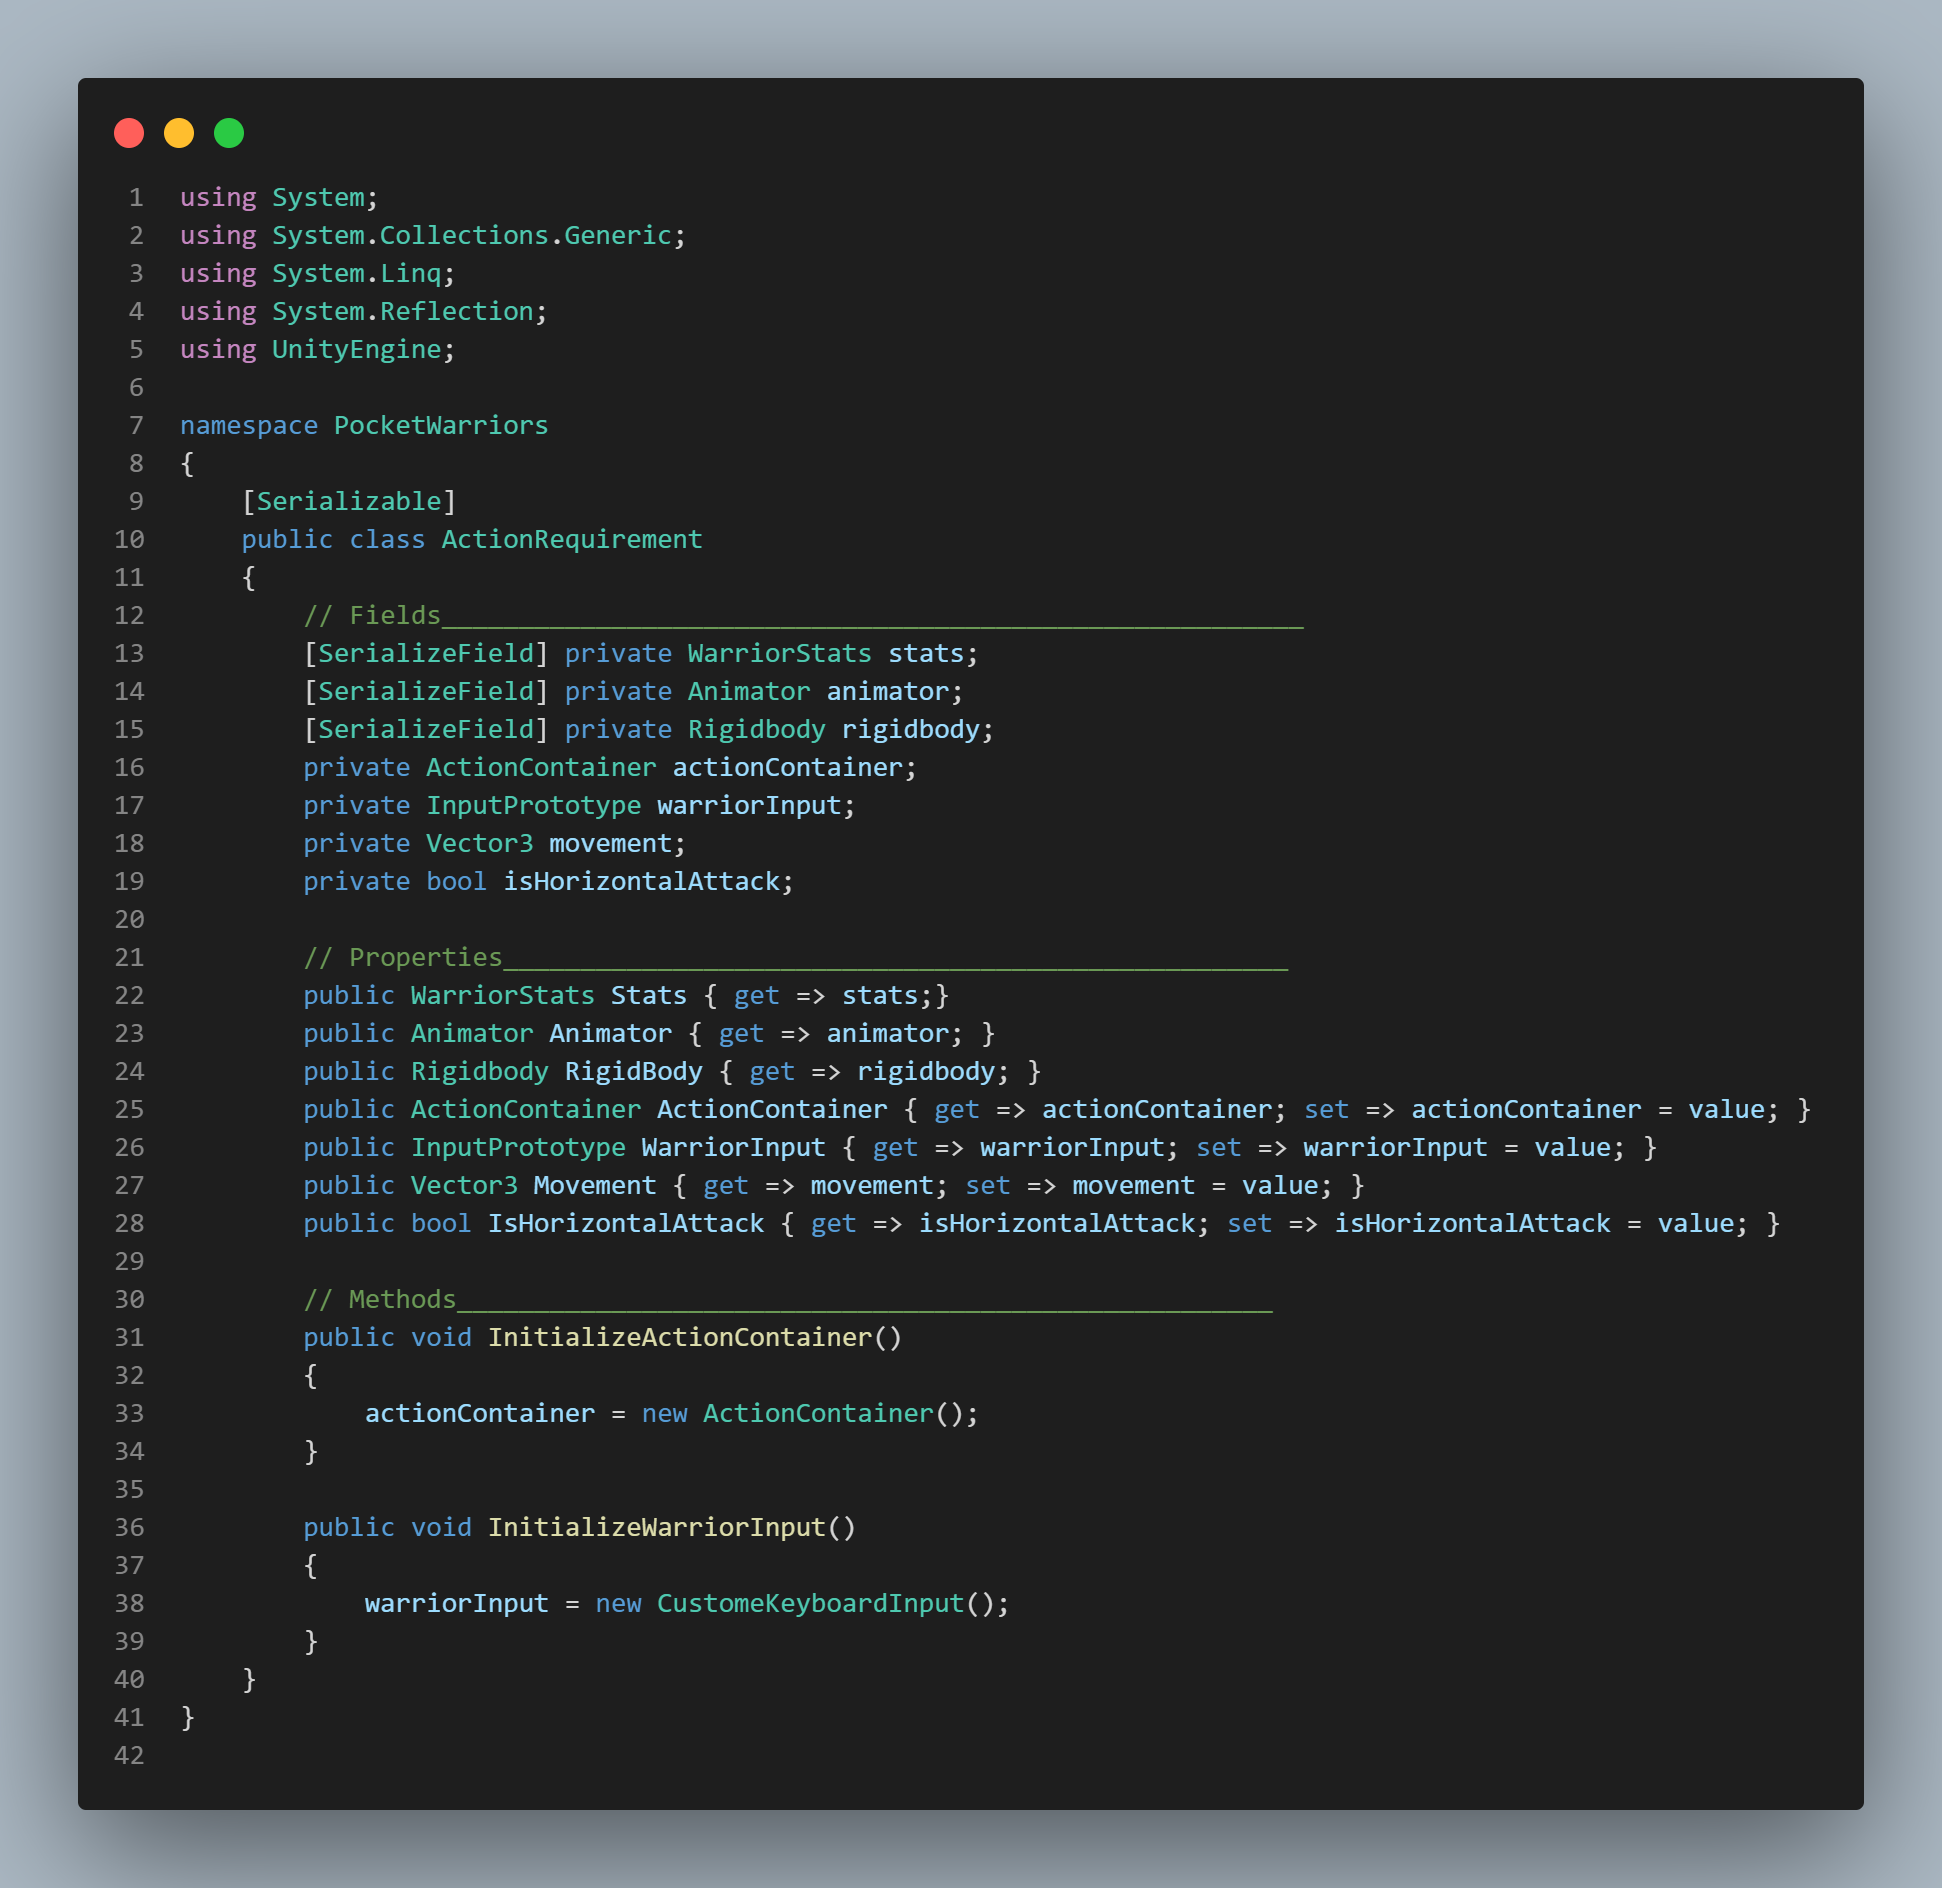 1 using System;
2 using System.Collections.Generic;
3 using System.Linq;
4 using System.Reflection;
5 using UnityEngine;
6
7 namespace PocketWarriors
8 {
9     [Serializable]
10     public class ActionRequirement
11     {
12         // Fields________________________________________________________
13         [SerializeField] private WarriorStats stats;
14         [SerializeField] private Animator animator;
15         [SerializeField] private Rigidbody rigidbody;
16         private ActionContainer actionContainer;
17         private InputPrototype warriorInput;
18         private Vector3 movement;
19         private bool isHorizontalAttack;
20
21         // Properties___________________________________________________
22         public WarriorStats Stats { get => stats;}
23         public Animator Animator { get => animator; }
24         public Rigidbody RigidBody { get => rigidbody; }
25         public ActionContainer ActionContainer { get => actionContainer; set => actionContainer = value; }
26         public InputPrototype WarriorInput { get => warriorInput; set => warriorInput = value; }
27         public Vector3 Movement { get => movement; set => movement = value; }
28         public bool IsHorizontalAttack { get => isHorizontalAttack; set => isHorizontalAttack = value; }
29
30         // Methods_____________________________________________________
31         public void InitializeActionContainer()
32         {
33             actionContainer = new ActionContainer();
34         }
35
36         public void InitializeWarriorInput()
37         {
38             warriorInput = new CustomeKeyboardInput();
39         }
40     }
41 }
42